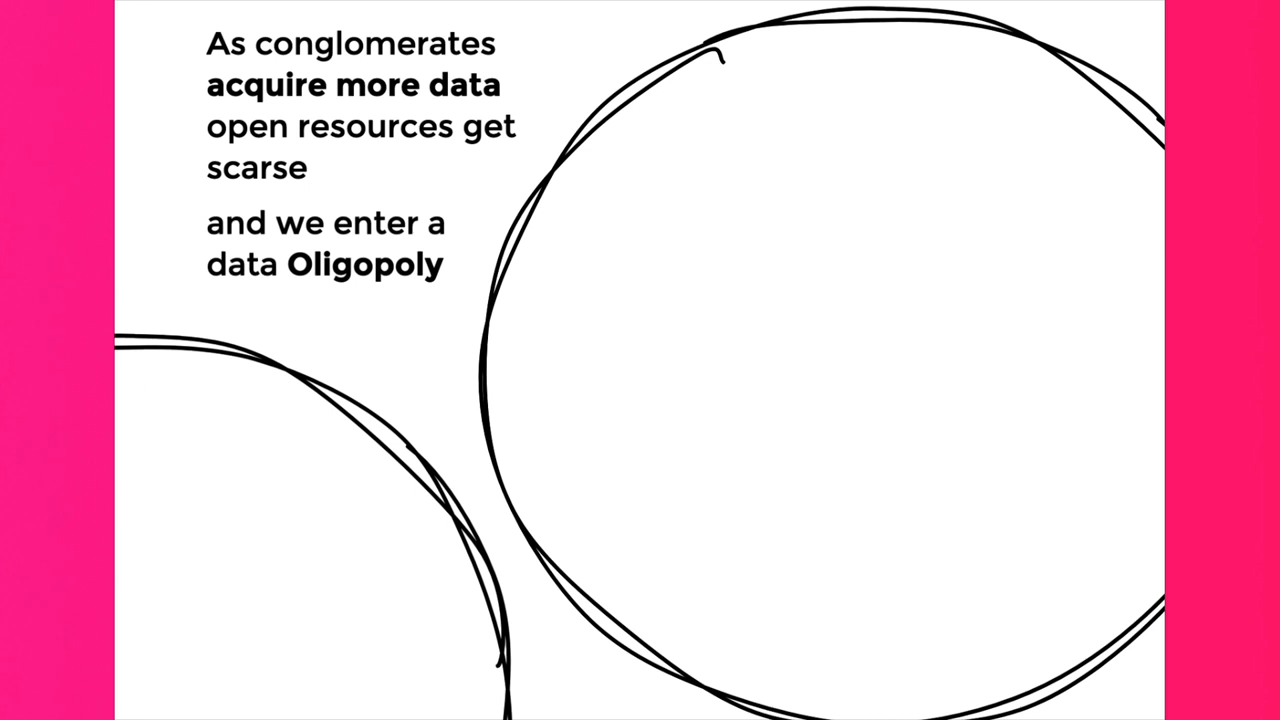 As conglomerates
acquire more data
open resources get
scarse
and we enter a
data Oligopoly